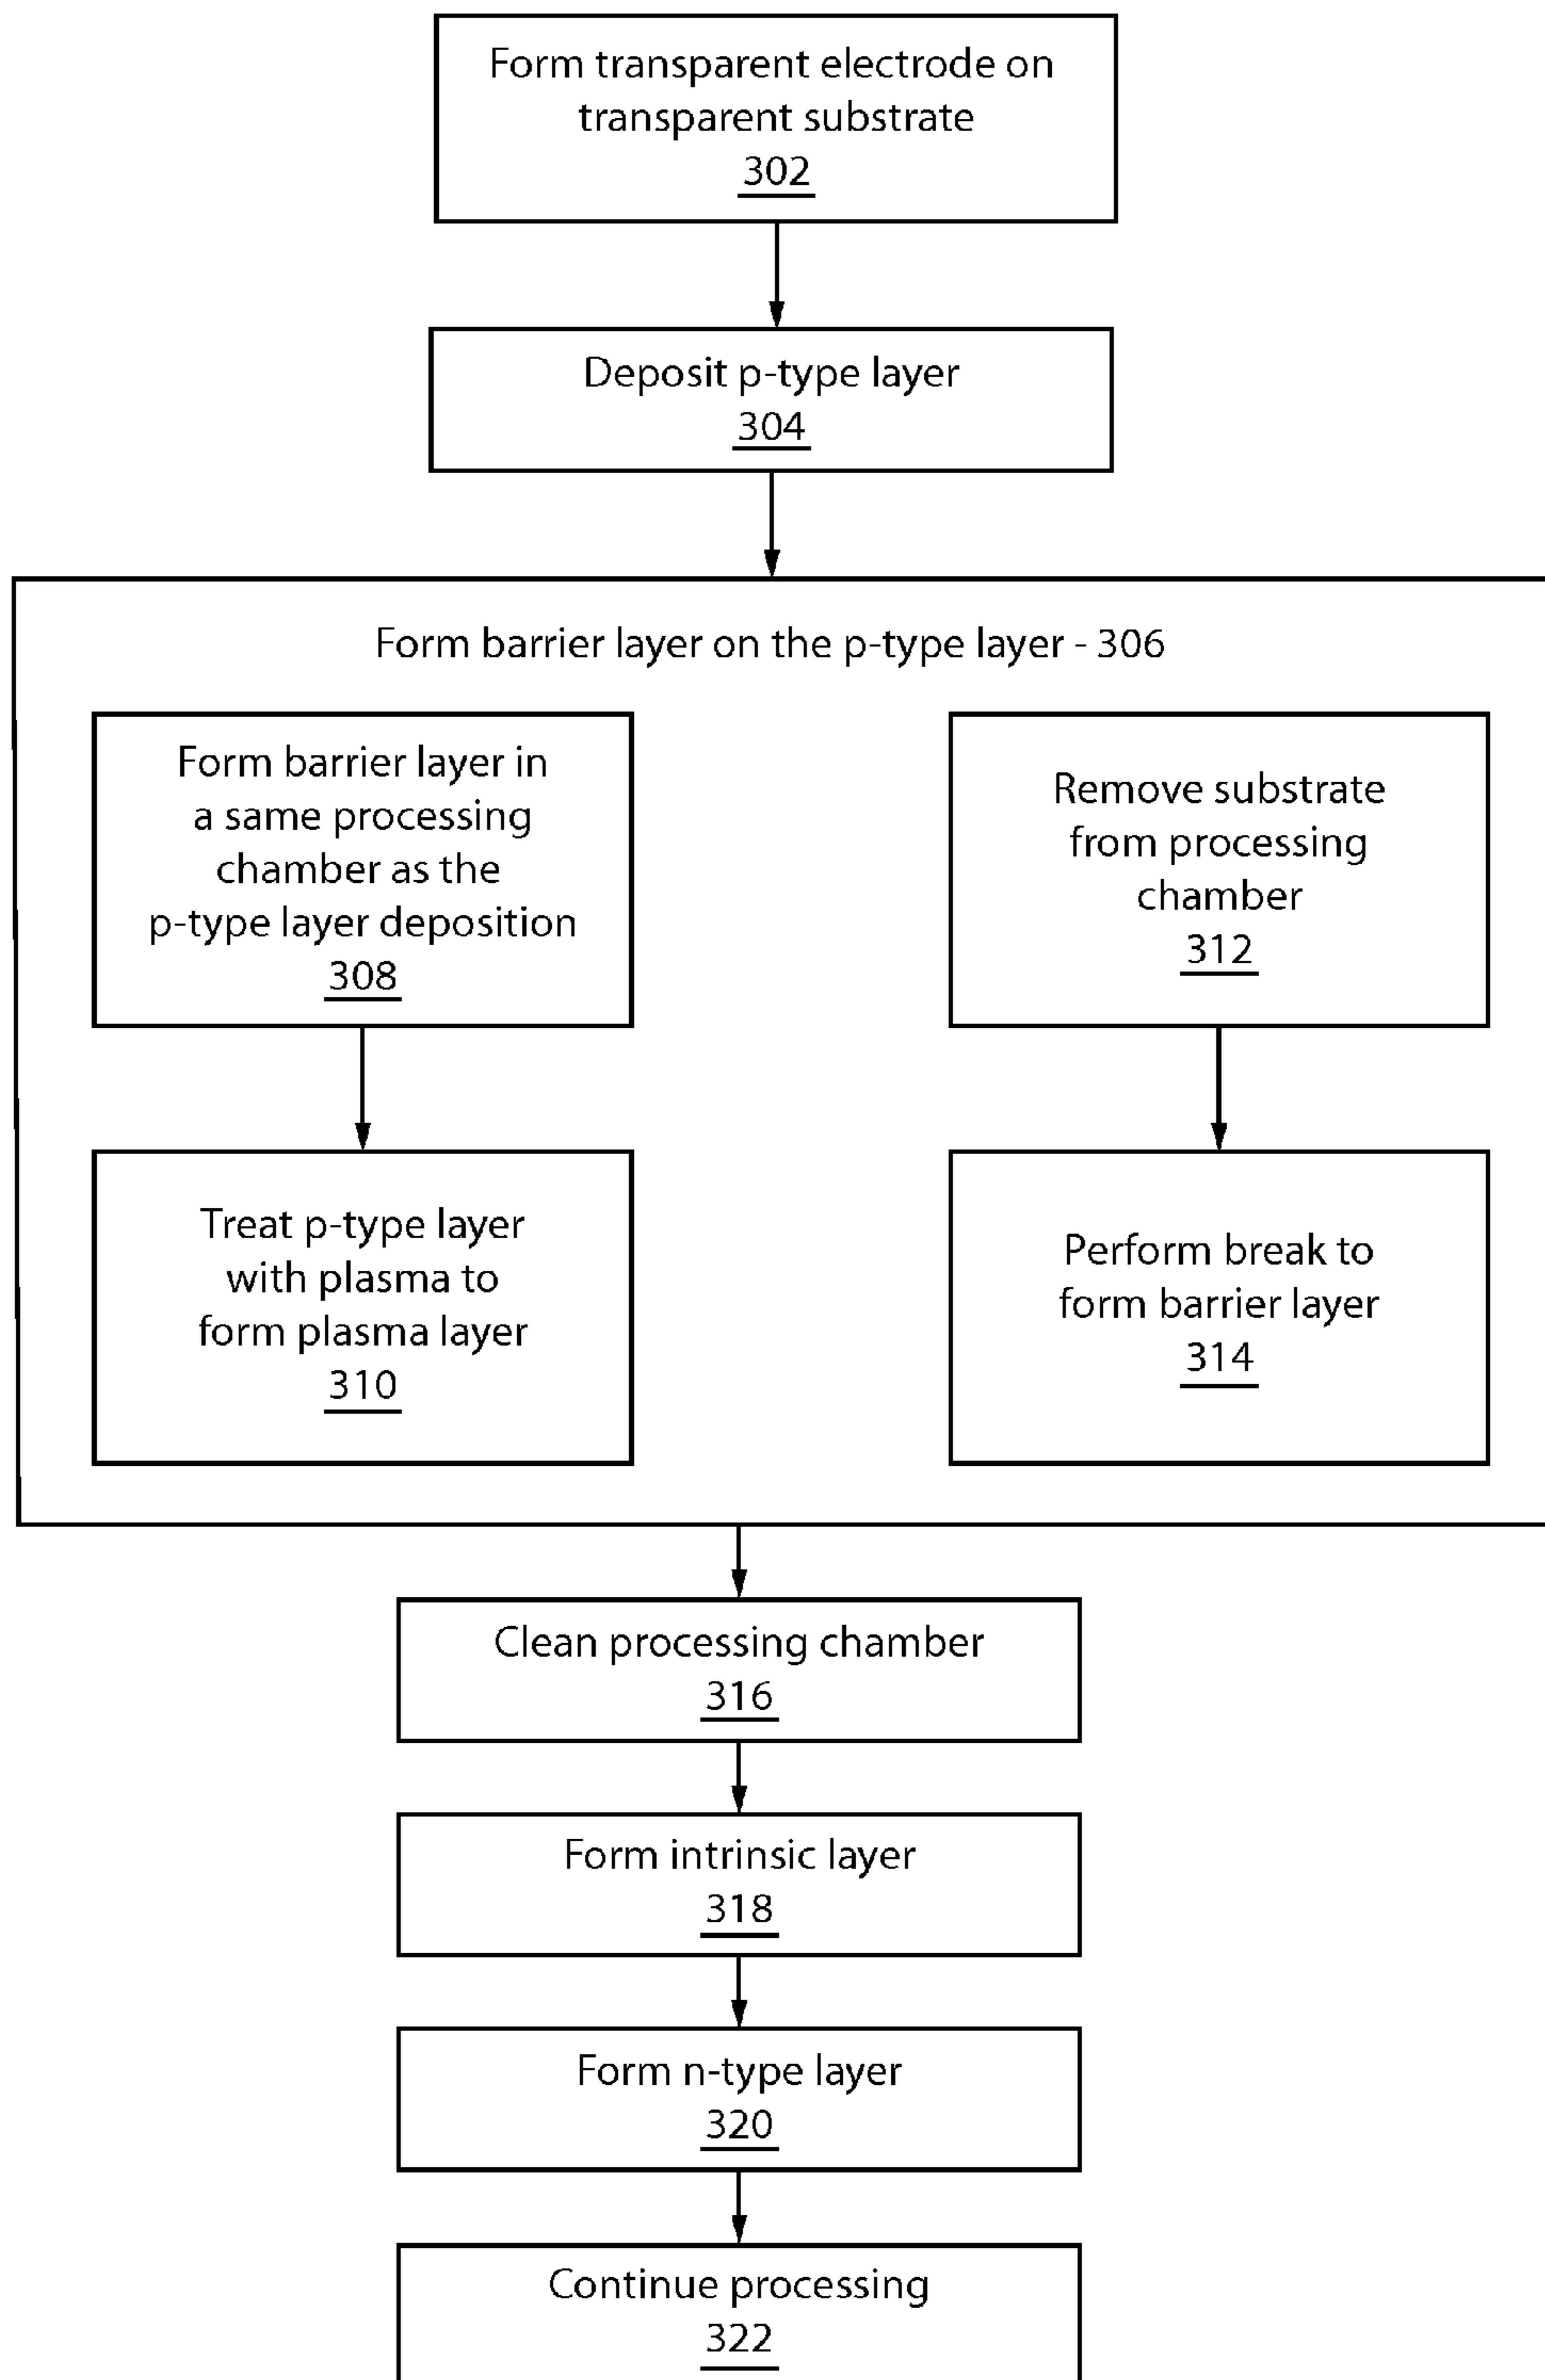 Form transparent electrode on
transparent substrate
302
Deposit p-type layer
304
Form barrier layer on the p-type layer - 306
Form barrier layer in
a same processing
chamber as the
p-type layer deposition
308
Treat p-type layer
with plasma to
form plasma layer
310
Remove substrate
from processing
chamber
312
Perform break to
form barrier layer
314
Clean processing chamber
316
Form intrinsic layer
318
Form n-type layer
320
Continue processing
322